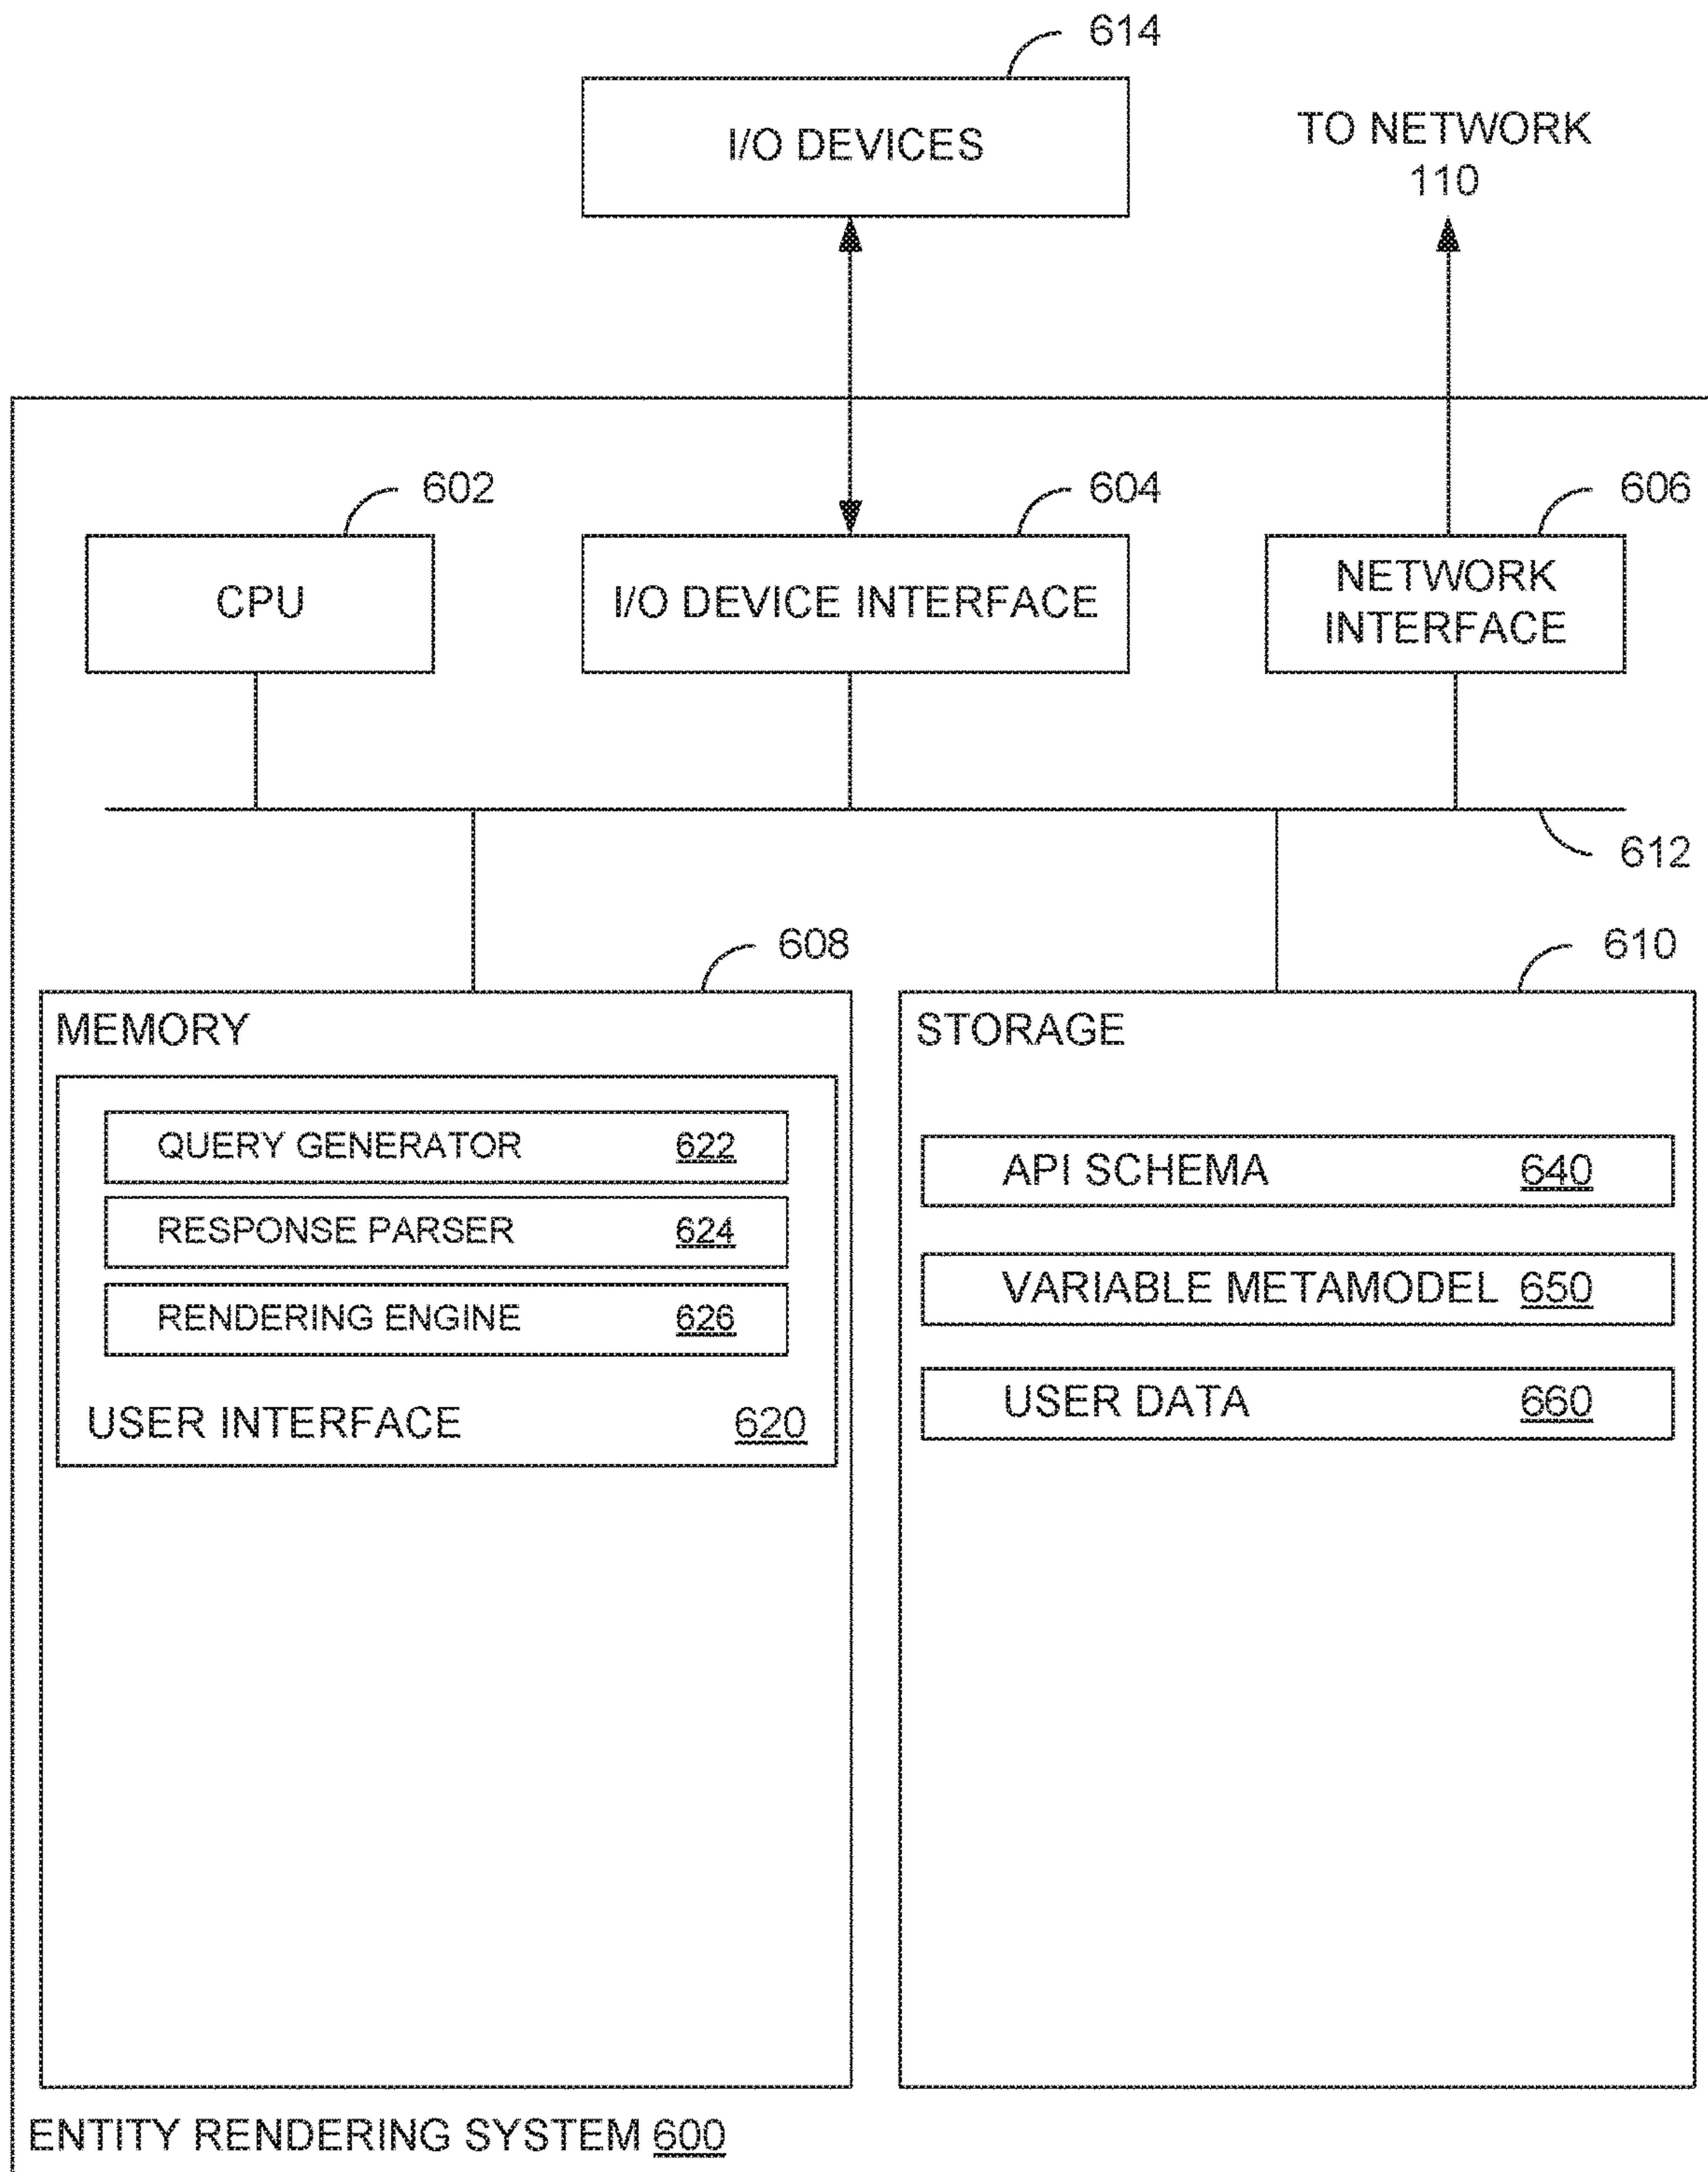 614
I/O DEVICES
TO NETWORK
110
602
604
606
CPU
I/O DEVICE INTERFACE
NETWORK
INTERFACE
612
608
610
MEMORY
STORAGE
QUERY GENERATOR 622
RESPONSE PARSER 624
RENDERING ENGINE 626
USER INTERFACE 620
API SCHEMA 640
VARIABLE METAMODEL 650
USER DATA 660
ENTITY RENDERING SYSTEM 600